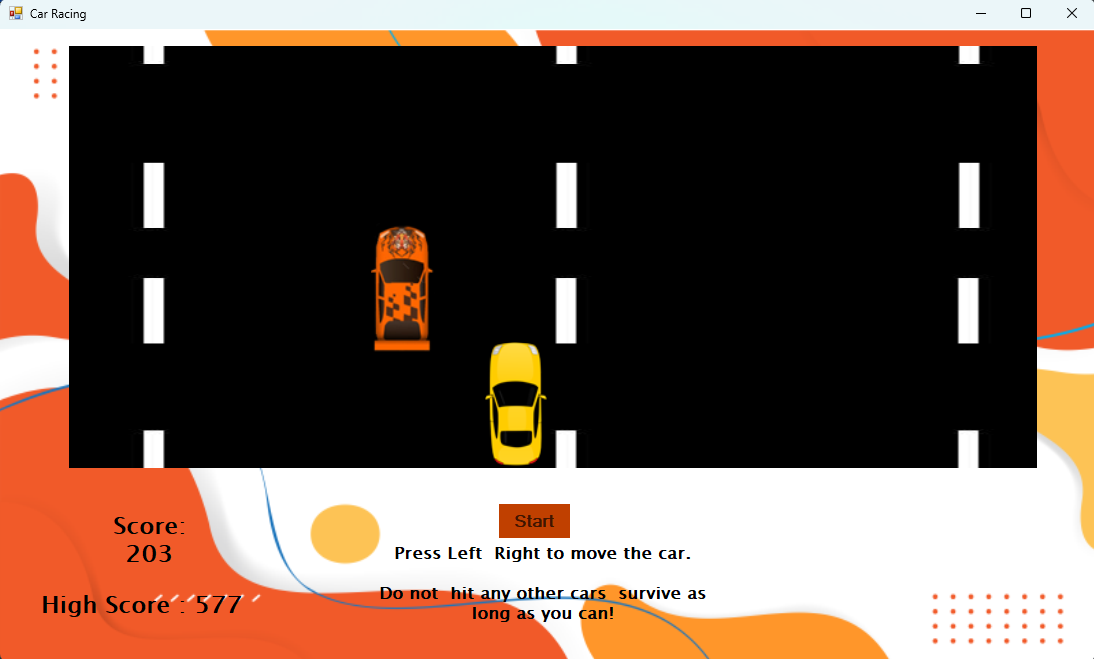 Car Racing
Score:
203
High Score : 577
Start
Press Left  Right to move the car.
Do not  hit any other cars  survive as
long as you can!